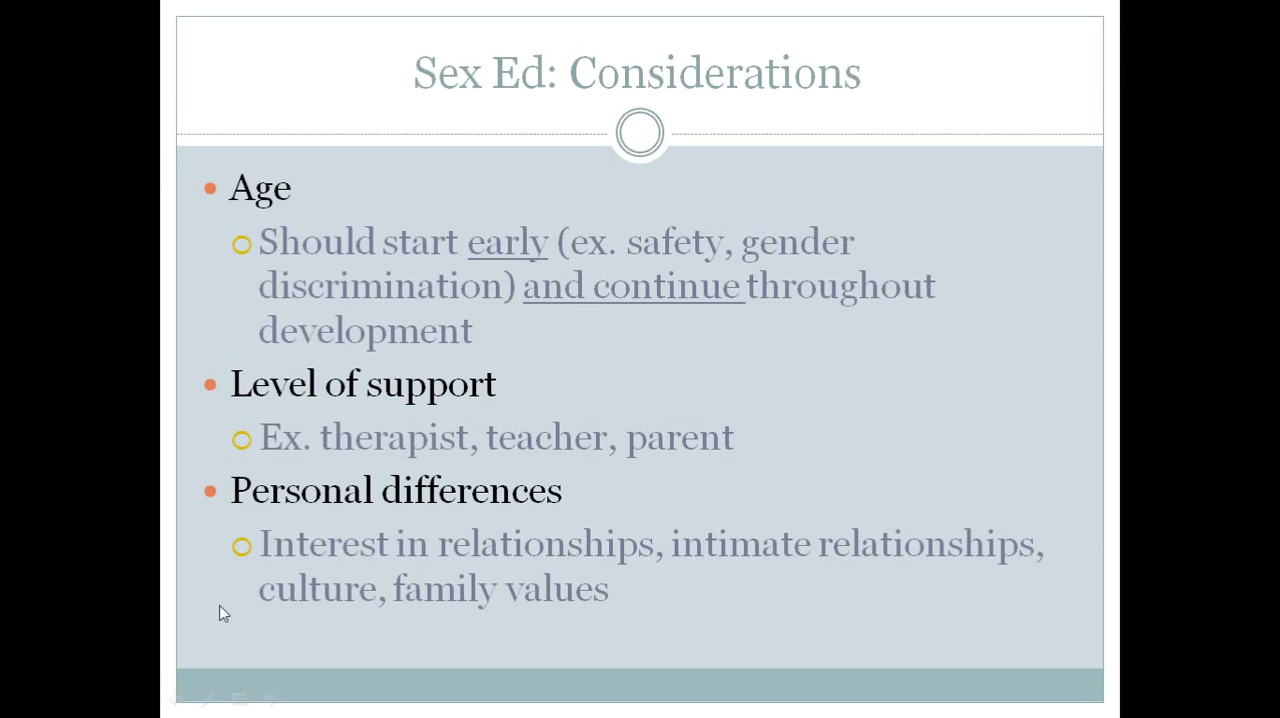 Sex Ed: Considerations
Age
Should start early (ex. safety, gender
discrimination) and continue throughout
development
Level of support
Ex. therapist, teacher, parent
Personal differences
Interest in relationships, intimate relationships,
culture, family values